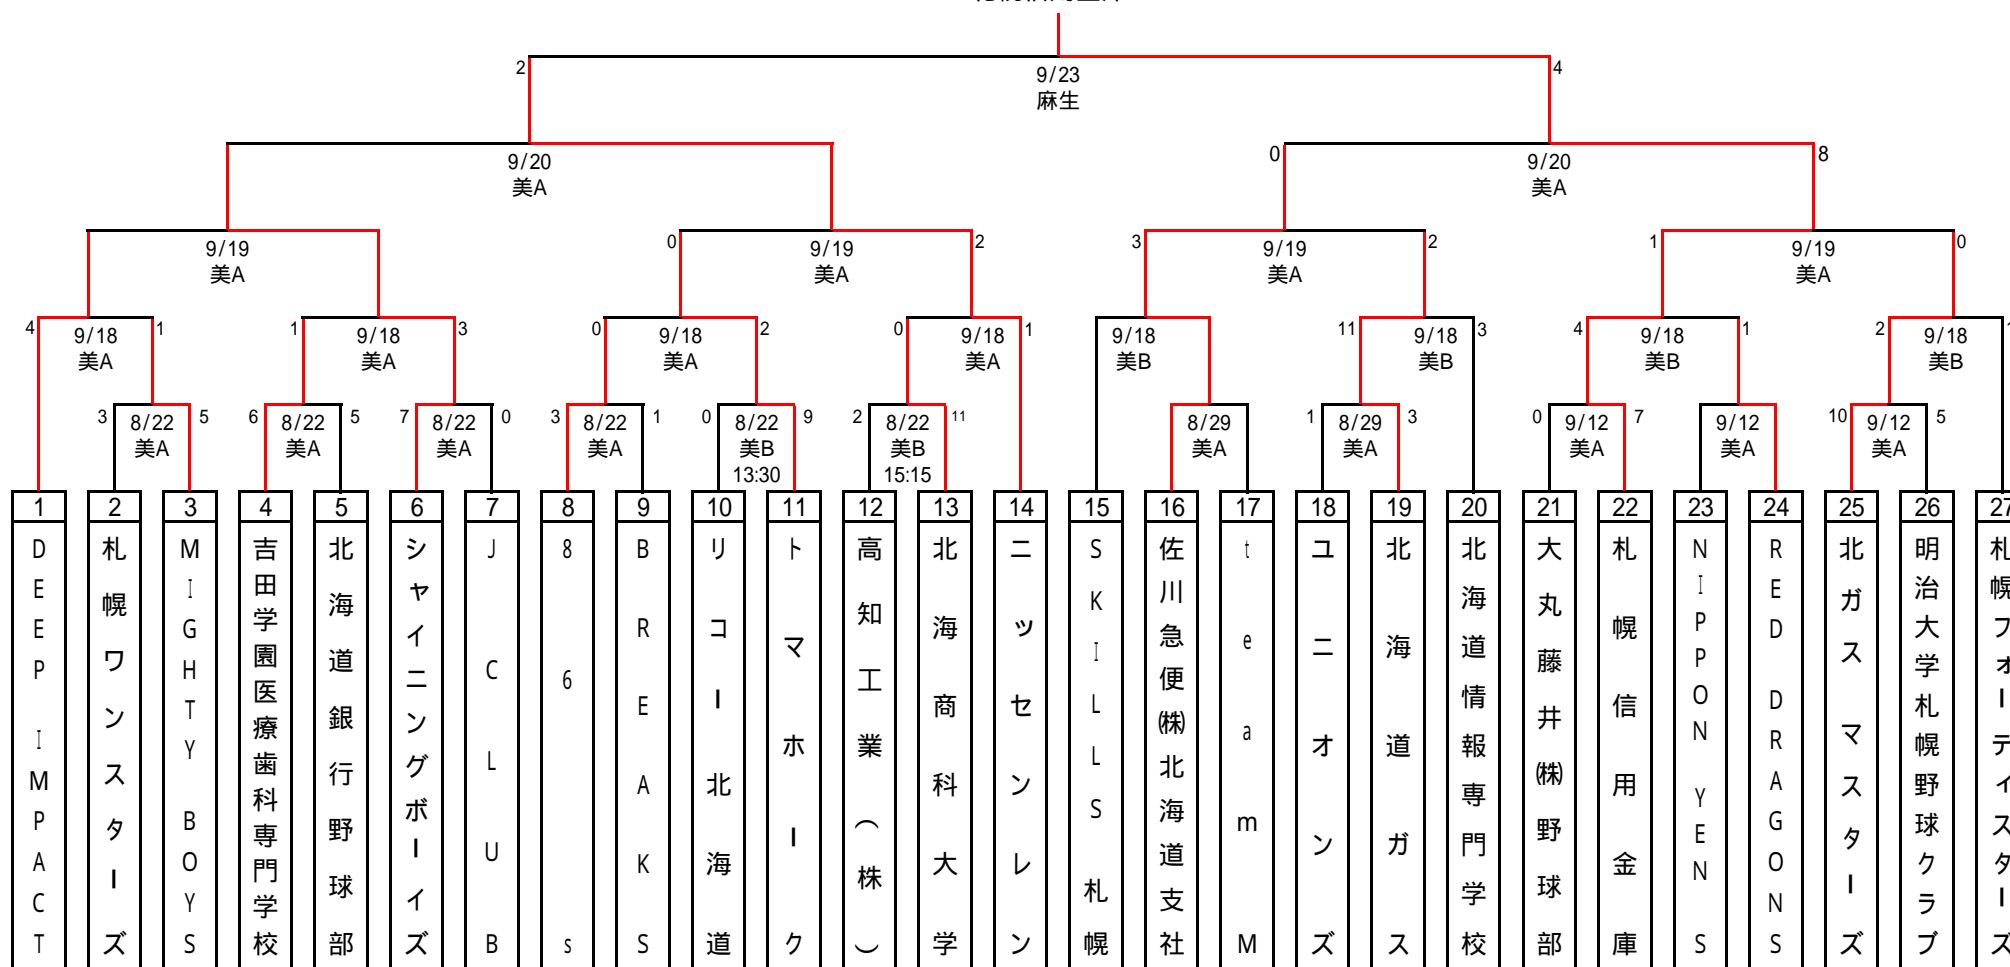 2
9/23
麻生
4
9/20
美A
0
9/20
美A
8
9/19
美A
0
9/19
美A
2
3
9/19
美A
2
1
9/19
美A
0
4
9/18
美A
1
1
9/18
美A
3
0
9/18
美A
2
0
9/18
美A
1
9/18
美B
11
9/18
美B
3
4
9/18
美B
1
2
9/18
美B
3
8/22
美A
5
6
8/22
美A
5
7
8/22
美A
0
3
8/22
美A
1
0
8/22
美B
13:30
9
2
8/22
美B
15:15
11
8/29
美A
1
8/29
美A
3
0
9/12
美A
7
9/12
美A
10
9/12
美A
5
1
DEEP IMPACT
2
札幌ワンスターズ
3
MIGHTY BOYS
4
吉田学園医療歯科専門学校
5
北海道銀行野球部
6
シャイニングボーイズ
7
J CLUB
8
86s
9
BREAKS
10
リコー北海道
11
トマホーク
12
高知工業(株)
13
北海商科大学
14
ニッセンレン
15
SKILLS札幌
16
佐川急便㈱北海道支社
17
teamM
18
ユニオンズ
19
北海道ガス
20
北海道情報専門学校
21
大丸藤井㈱野球部
22
札幌信用金庫
23
NIPPON YENS
24
RED DRAGONS
25
北ガス マスターズ
26
明治大学札幌野球クラブ
27
札幌フォーティスターズ